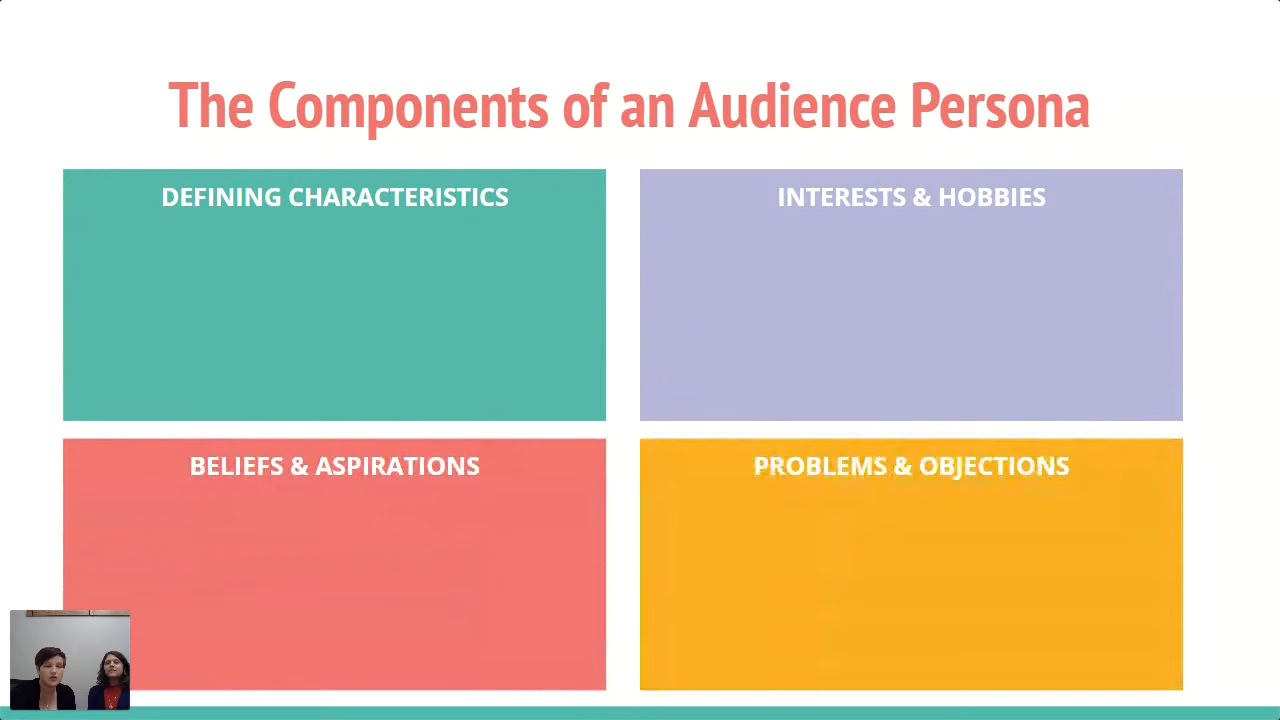 The Components of an Audience Persona
DEFINING CHARACTERISTICS
INTERESTS & HOBBIES
BELIEFS & ASPIRATIONS
PROBLEMS & OBJECTIONS